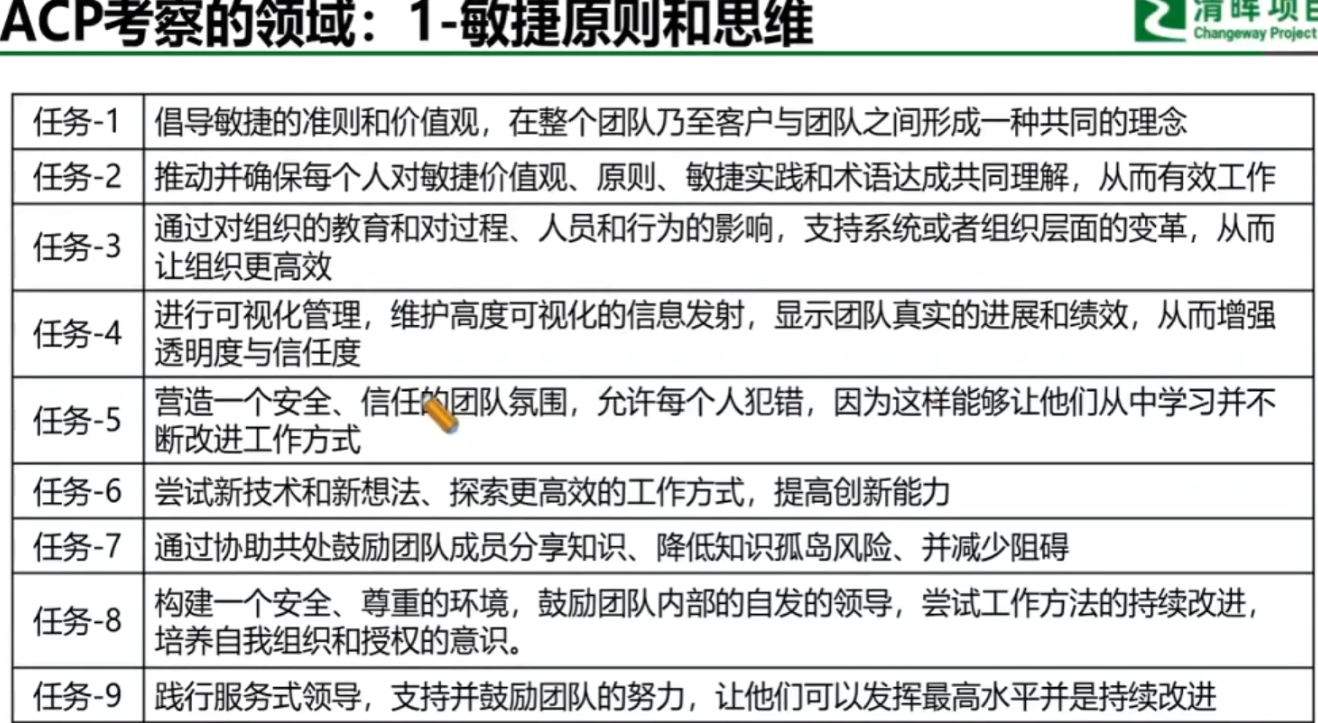 ACP考察的领域：1-敏捷原则和思维
清晖项目
Changeway Project
任务-1 倡导敏捷的准则和价值观，在整个团队乃至客户与团队之间形成一种共同的理念
任务-2 推动并确保每个人对敏捷价值观、原则、敏捷实践和术语达成共同理解，从而有效工作
任务-3 通过对组织的教育和对过程、人员和行为的影响，支持系统或者组织层面的变革，从而
让组织更高效
任务-4 进行可视化管理，维护高度可视化的信息发射，显示团队真实的进展和绩效，从而增强
透明度与信任度
任务-5 营造一个安全、信任的团队氛围，允许每个人犯错，因为这样能够让他们从中学习并不
断改进工作方式
任务-6 尝试新技术和新想法、探索更高效的工作方式，提高创新能力
任务-7 通过协助共处鼓励团队成员分享知识、降低知识孤岛风险、并减少阻碍
任务-8 构建一个安全、尊重的环境，鼓励团队内部的自发的领导，尝试工作方法的持续改进，
培养自我组织和授权的意识。
任务-9 践行服务式领导，支持并鼓励团队的努力，让他们可以发挥最高水平并是持续改进